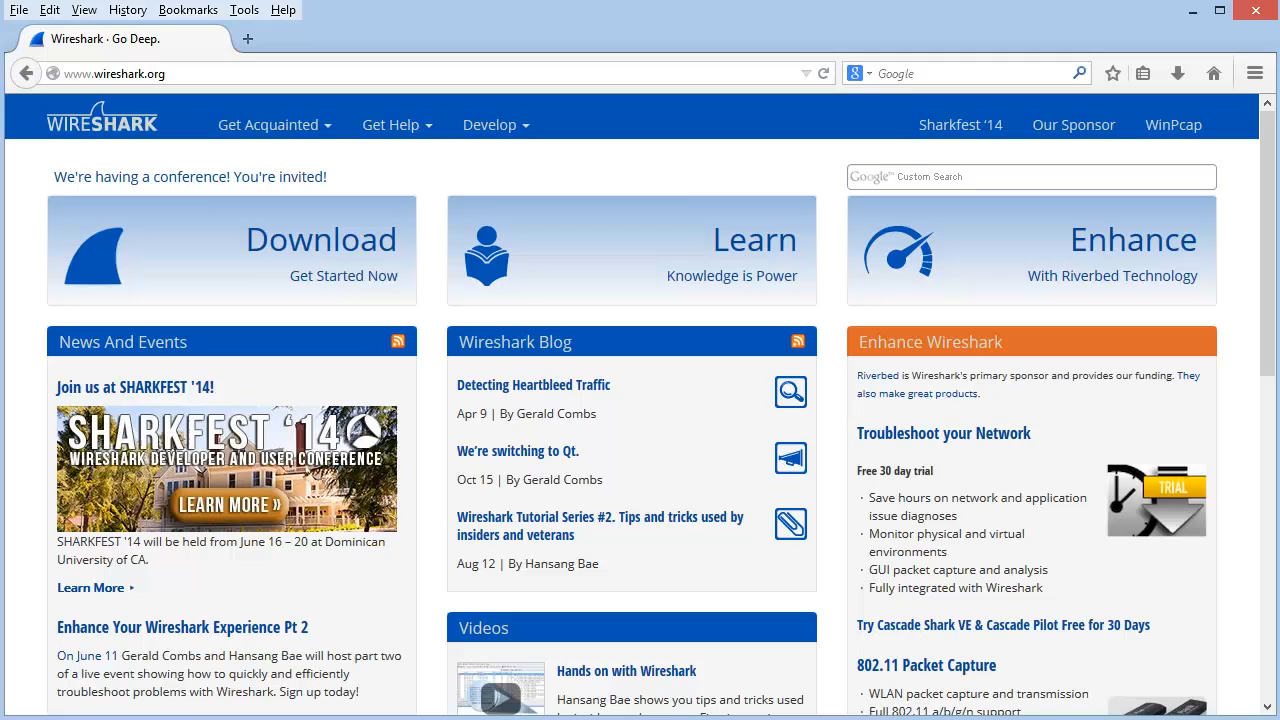 File Edit View History Bookmarks Tools Help
Wireshark · Go Deep.
www.wireshark.org
Google
WIRESHARK
Get Acquainted
Get Help
Develop
Sharkfest '14
Our Sponsor
WinPcap
We're having a conference! You're invited!
Google™ Custom Search
Download
Get Started Now
Learn
Knowledge is Power
Enhance
With Riverbed Technology
News And Events
Join us at SHARKFEST '14!
SHARKFEST '14
WIRESHARK DEVELOPER AND USER CONFERENCE
LEARN MORE »
SHARKFEST '14 will be held from June 16 – 20 at Dominican
University of CA.
Learn More
Enhance Your Wireshark Experience Pt 2
On June 11 Gerald Combs and Hansang Bae will host part two
of a live event showing how to quickly and efficiently
troubleshoot problems with Wireshark. Sign up today!
Wireshark Blog
Detecting Heartbleed Traffic
Apr 9 | By Gerald Combs
We're switching to Qt.
Oct 15 | By Gerald Combs
Wireshark Tutorial Series #2. Tips and tricks used by
insiders and veterans
Aug 12 | By Hansang Bae
Videos
Hands on with Wireshark
Hansang Bae shows you tips and tricks used
Enhance Wireshark
Riverbed is Wireshark's primary sponsor and provides our funding. They
also make great products.
Troubleshoot your Network
Free 30 day trial
TRIAL
· Save hours on network and application
issue diagnoses
· Monitor physical and virtual
environments
· GUI packet capture and analysis
· Fully integrated with Wireshark
Try Cascade Shark VE & Cascade Pilot Free for 30 Days
802.11 Packet Capture
· WLAN packet capture and transmission
· Full 802.11 a/b/g/n support